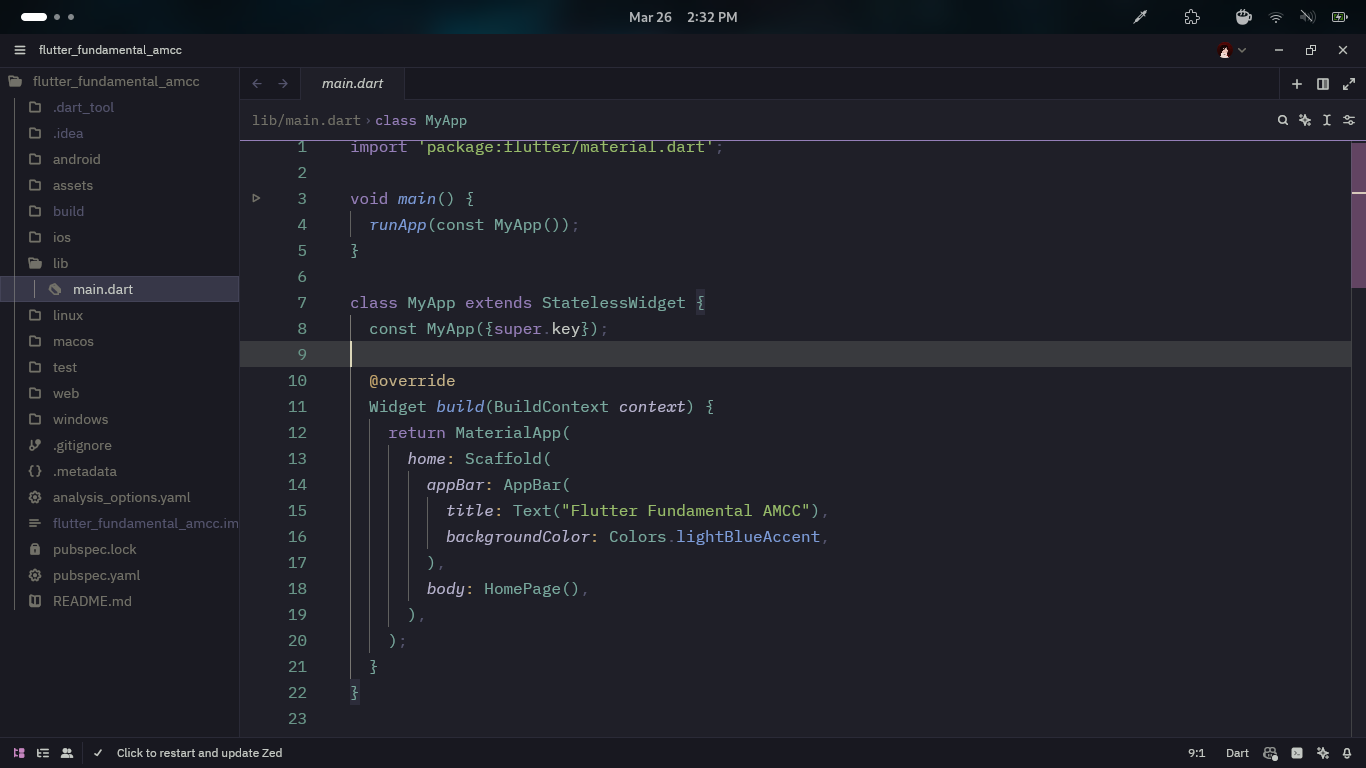 Mar 26 2:32 PM
flutter_fundamental_amcc
flutter_fundamental_amcc
.dart_tool
.idea
android
assets
build
ios
lib
main.dart
linux
macos
test
web
windows
.gitignore
.metadata
analysis_options.yaml
flutter_fundamental_amcc.im
pubspec.lock
pubspec.yaml
README.md
main.dart
lib/main.dart › class MyApp
1 import 'package:flutter/material.dart';
2
3 void main() {
4 runApp(const MyApp());
5 }
6
7 class MyApp extends StatelessWidget {
8 const MyApp({super.key});
9
10 @override
11 Widget build(BuildContext context) {
12 return MaterialApp(
13 home: Scaffold(
14 appBar: AppBar(
15 title: Text("Flutter Fundamental AMCC"),
16 backgroundColor: Colors.lightBlueAccent,
17 ),
18 body: HomePage(),
19 ),
20 );
21 }
22 }
23
Click to restart and update Zed
9:1 Dart